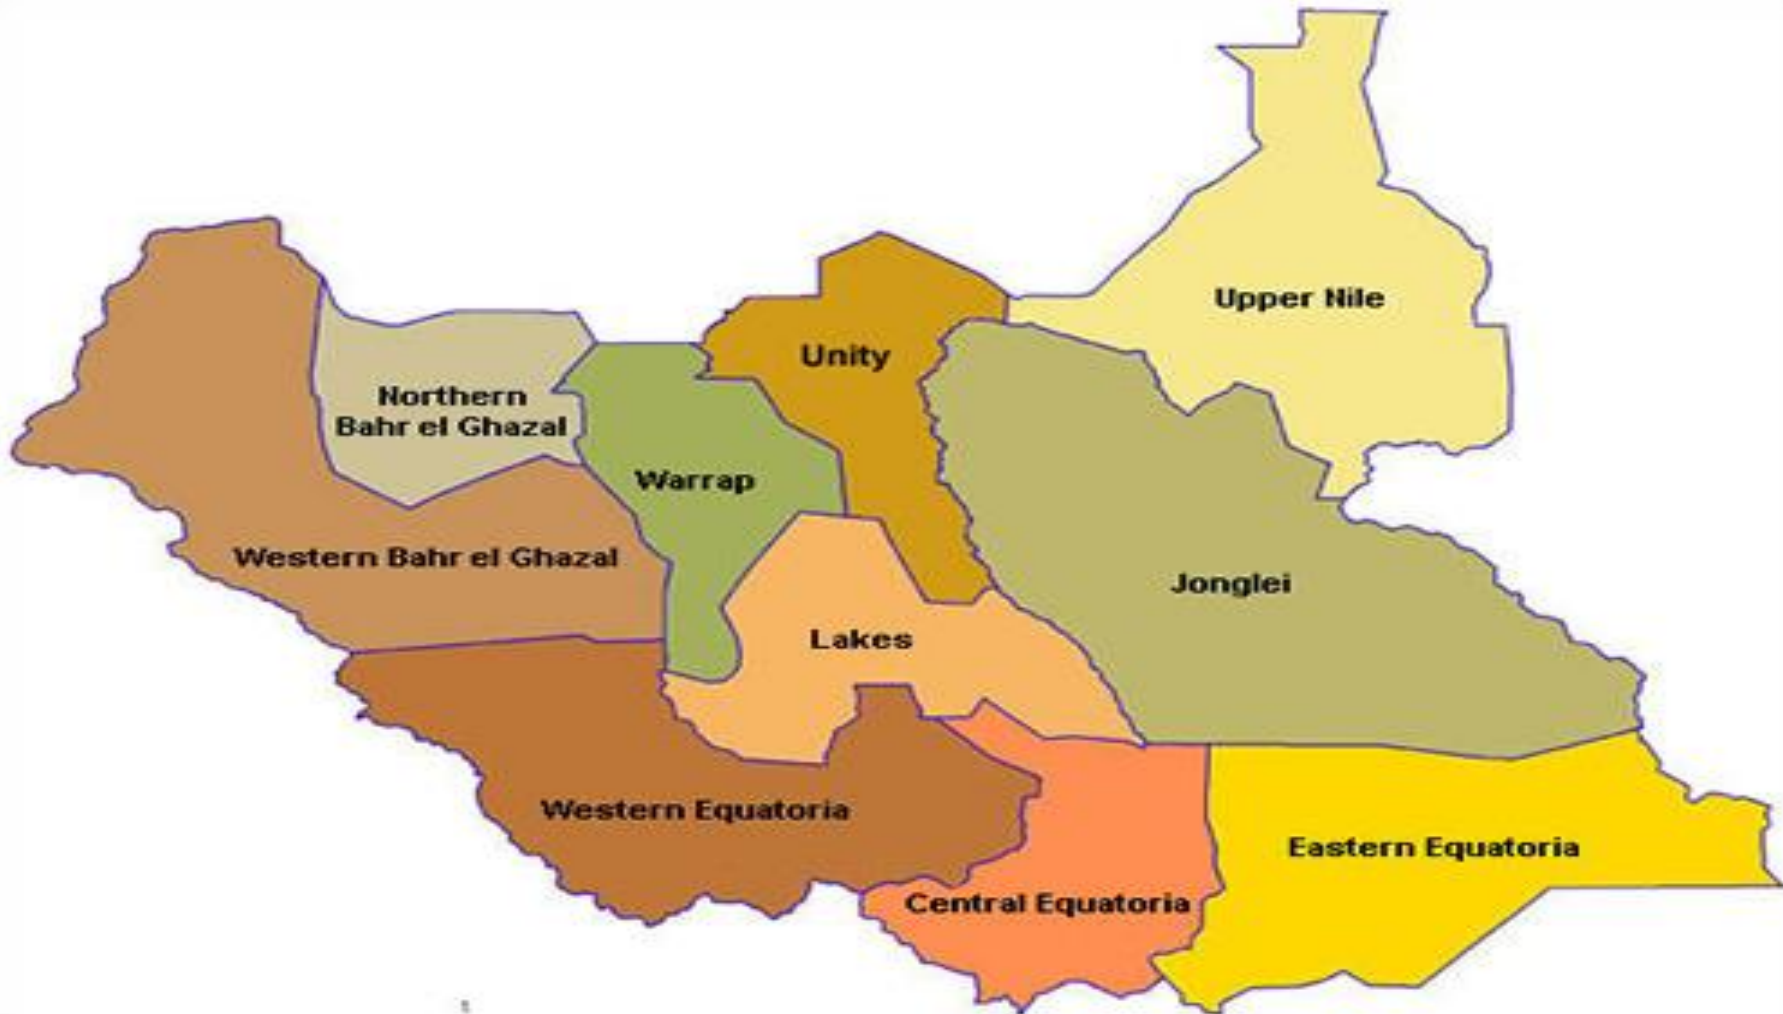 Upper Nile
Unity
Northern
Bahr el Ghazal
Warrap
Western Bahr el Ghazal
Jonglei
Lakes
Western Equatoria
Eastern Equatoria
Central Equatoria